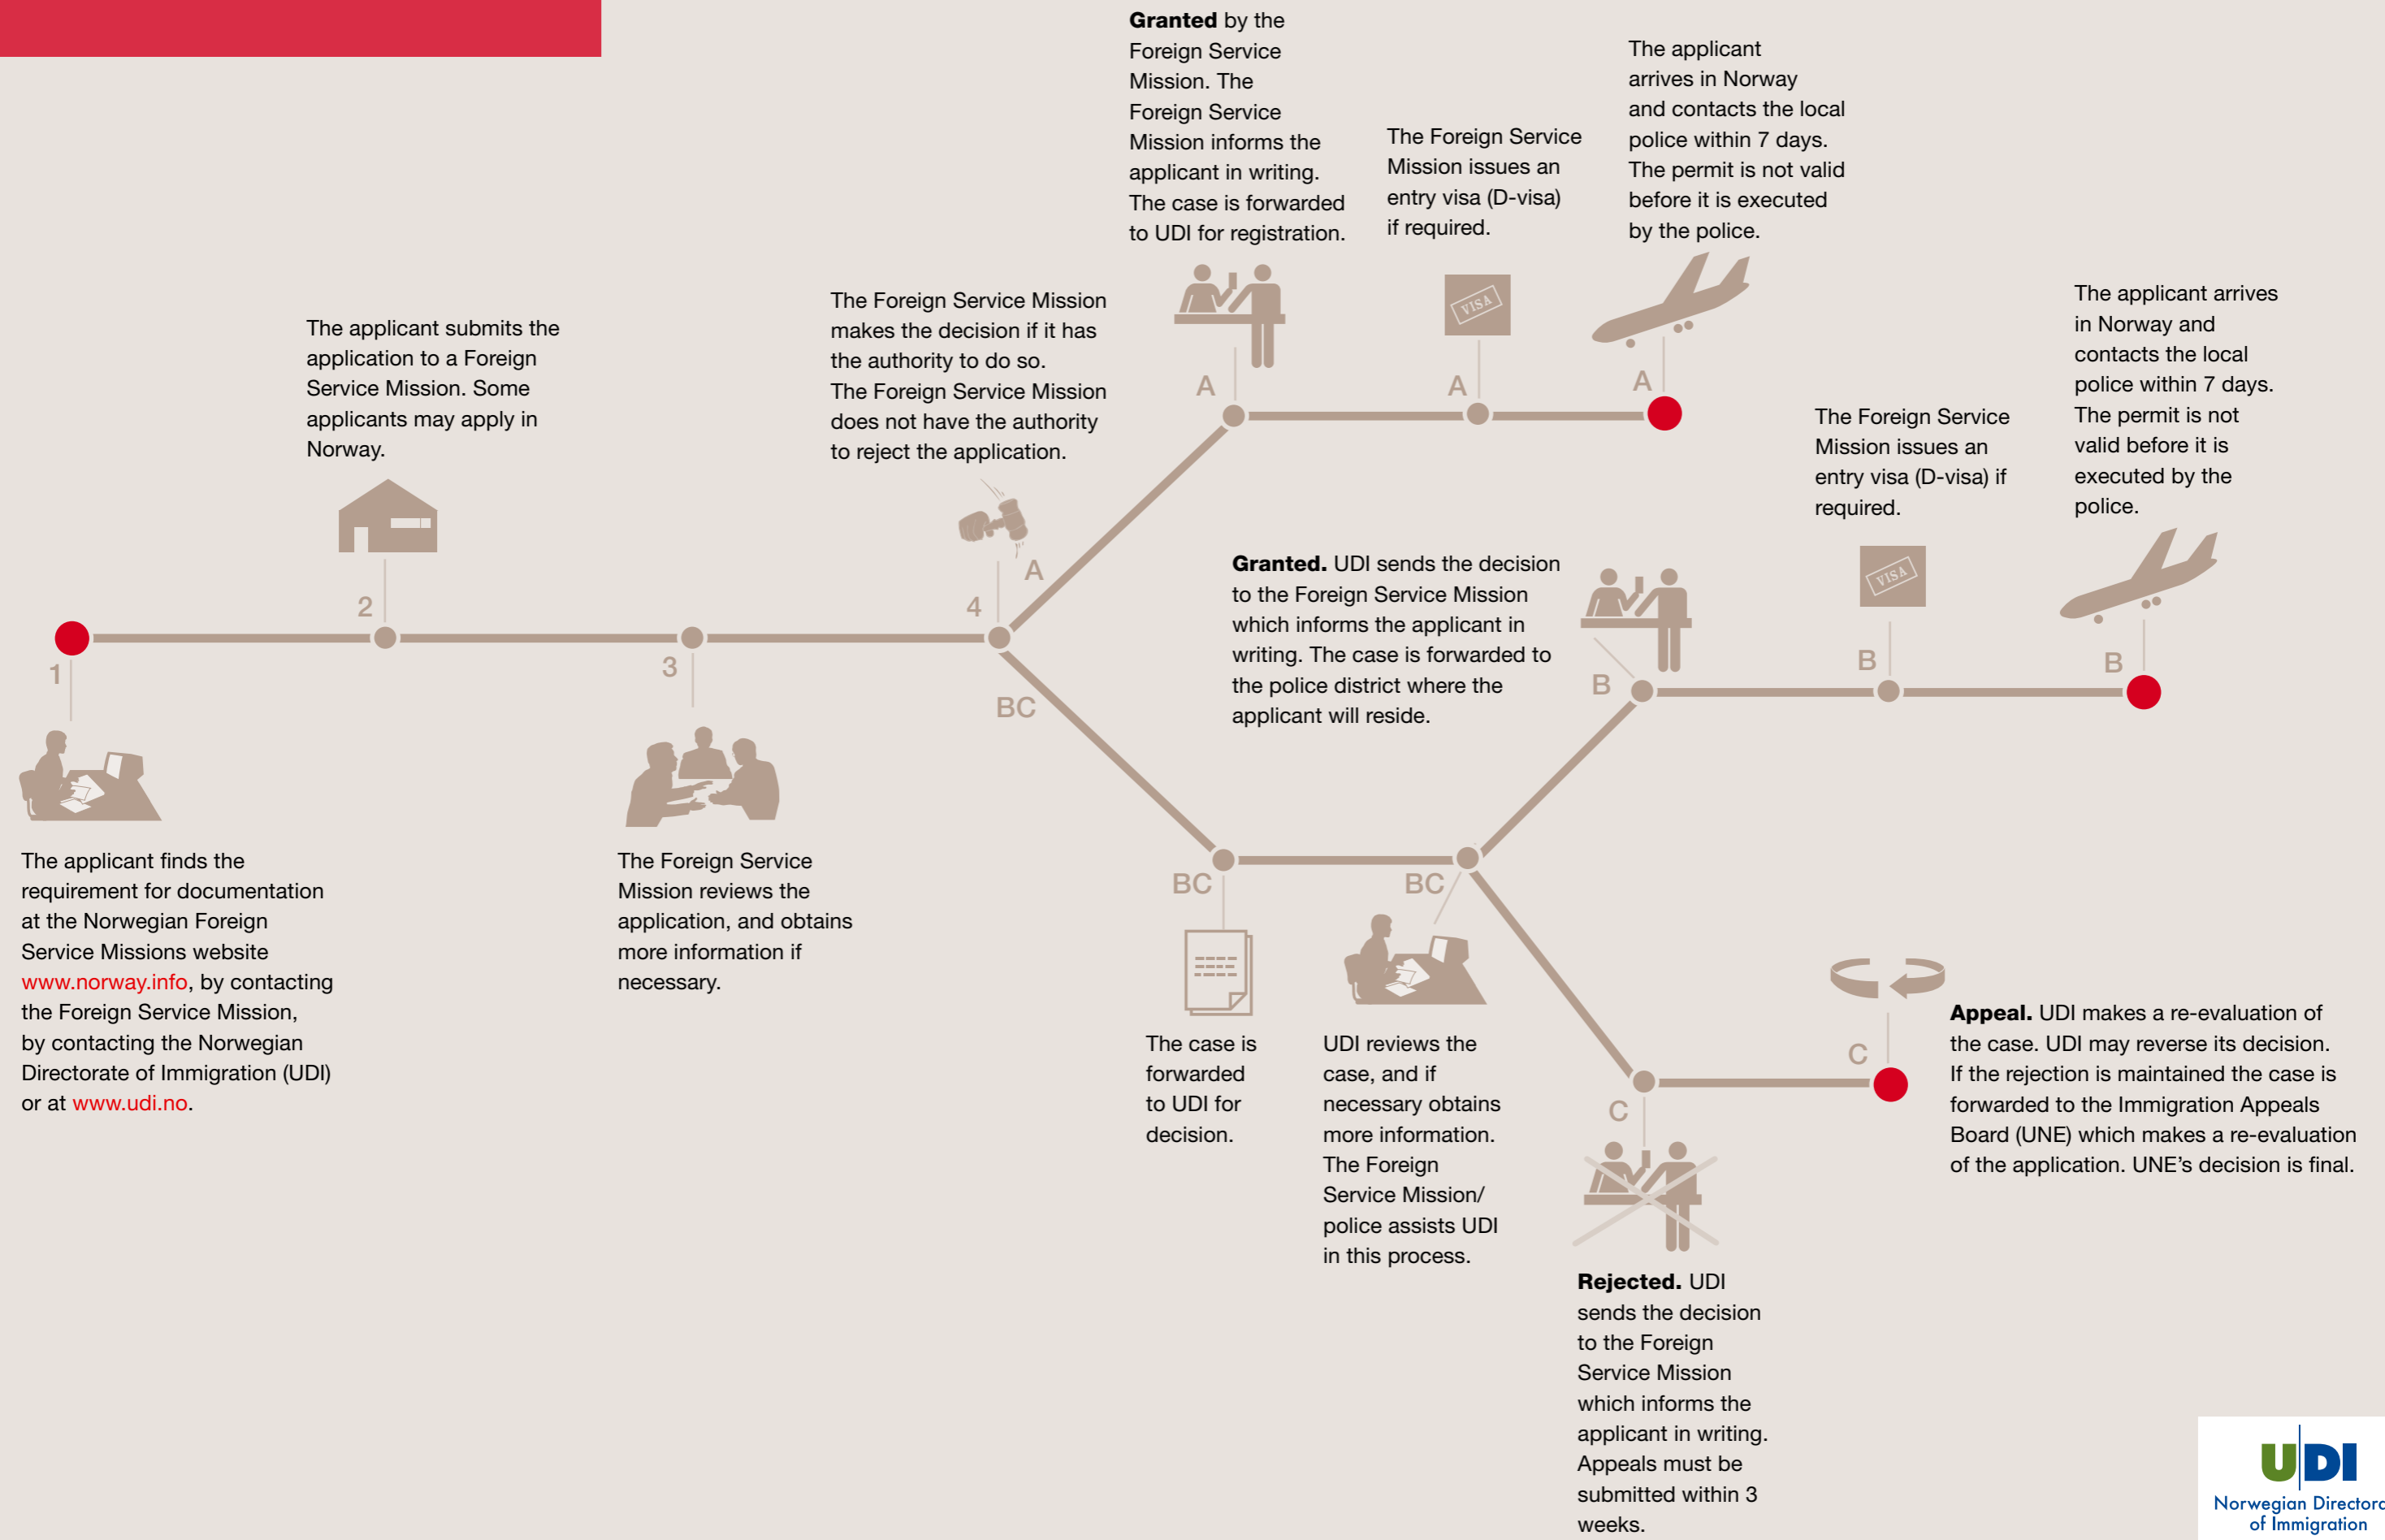 Granted by the
Foreign Service
Mission. The
Foreign Service
Mission informs the
applicant in writing.
The case is forwarded
to UDI for registration.
The Foreign Service
Mission issues an
entry visa (D-visa)
if required.
The applicant
arrives in Norway
and contacts the local
police within 7 days.
The permit is not valid
before it is executed
by the police.
The applicant submits the
application to a Foreign
Service Mission. Some
applicants may apply in
Norway.
The Foreign Service Mission
makes the decision if it has
the authority to do so.
The Foreign Service Mission
does not have the authority
to reject the application.
VISA
A
A
A
The Foreign Service
Mission issues an
entry visa (D-visa) if
required.
The applicant arrives
in Norway and
contacts the local
police within 7 days.
The permit is not
valid before it is
executed by the
police.
1
2
3
4
A
BC
Granted. UDI sends the decision
to the Foreign Service Mission
which informs the applicant in
writing. The case is forwarded to
the police district where the
applicant will reside.
VISA
B
B
B
The applicant finds the
requirement for documentation
at the Norwegian Foreign
Service Missions website
www.norway.info, by contacting
the Foreign Service Mission,
by contacting the Norwegian
Directorate of Immigration (UDI)
or at www.udi.no.
The Foreign Service
Mission reviews the
application, and obtains
more information if
necessary.
BC
BC
The case is
forwarded
to UDI for
decision.
UDI reviews the
case, and if
necessary obtains
more information.
The Foreign
Service Mission/
police assists UDI
in this process.
C
C
Appeal. UDI makes a re-evaluation of
the case. UDI may reverse its decision.
If the rejection is maintained the case is
forwarded to the Immigration Appeals
Board (UNE) which makes a re-evaluation
of the application. UNE’s decision is final.
Rejected. UDI
sends the decision
to the Foreign
Service Mission
which informs the
applicant in writing.
Appeals must be
submitted within 3
weeks.
UDI
Norwegian Directora
of Immigration